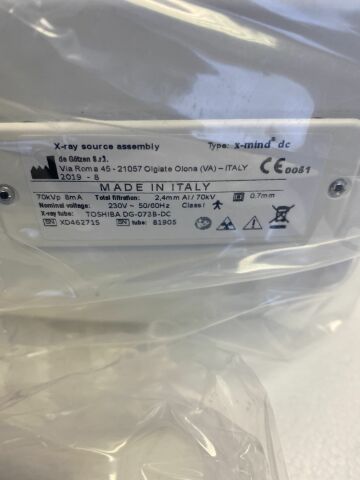 X-ray source assembly Type: x-mind® dc
de Götzen S.r.l.
Via Roma 45 - 21057 Olgiate Olona (VA) – ITALY
2019 - 8
CE 0051
MADE IN ITALY
70kVp 8mA Total filtration: 2,4mm Al / 70kV 0.7mm
Nominal voltage: 230V ~ 50/60Hz Class I
X-ray tube: TOSHIBA DG-073B-DC
SN XD462715 SN tube: 81905